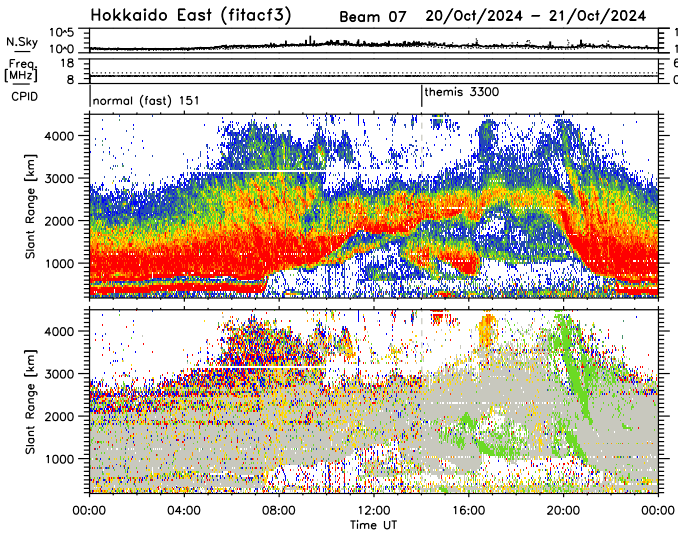 Hokkaido East (fitacf3) Beam 07 20/Oct/2024 – 21/Oct/2024
N.Sky 10^5 10^0
Freq. [MHz] 18 8
CPID normal (fast) 151 themis 3300
Slant Range [km] 4000 3000 2000 1000
Slant Range [km] 4000 3000 2000 1000
00:00 04:00 08:00 12:00 16:00 20:00 00:00
Time UT